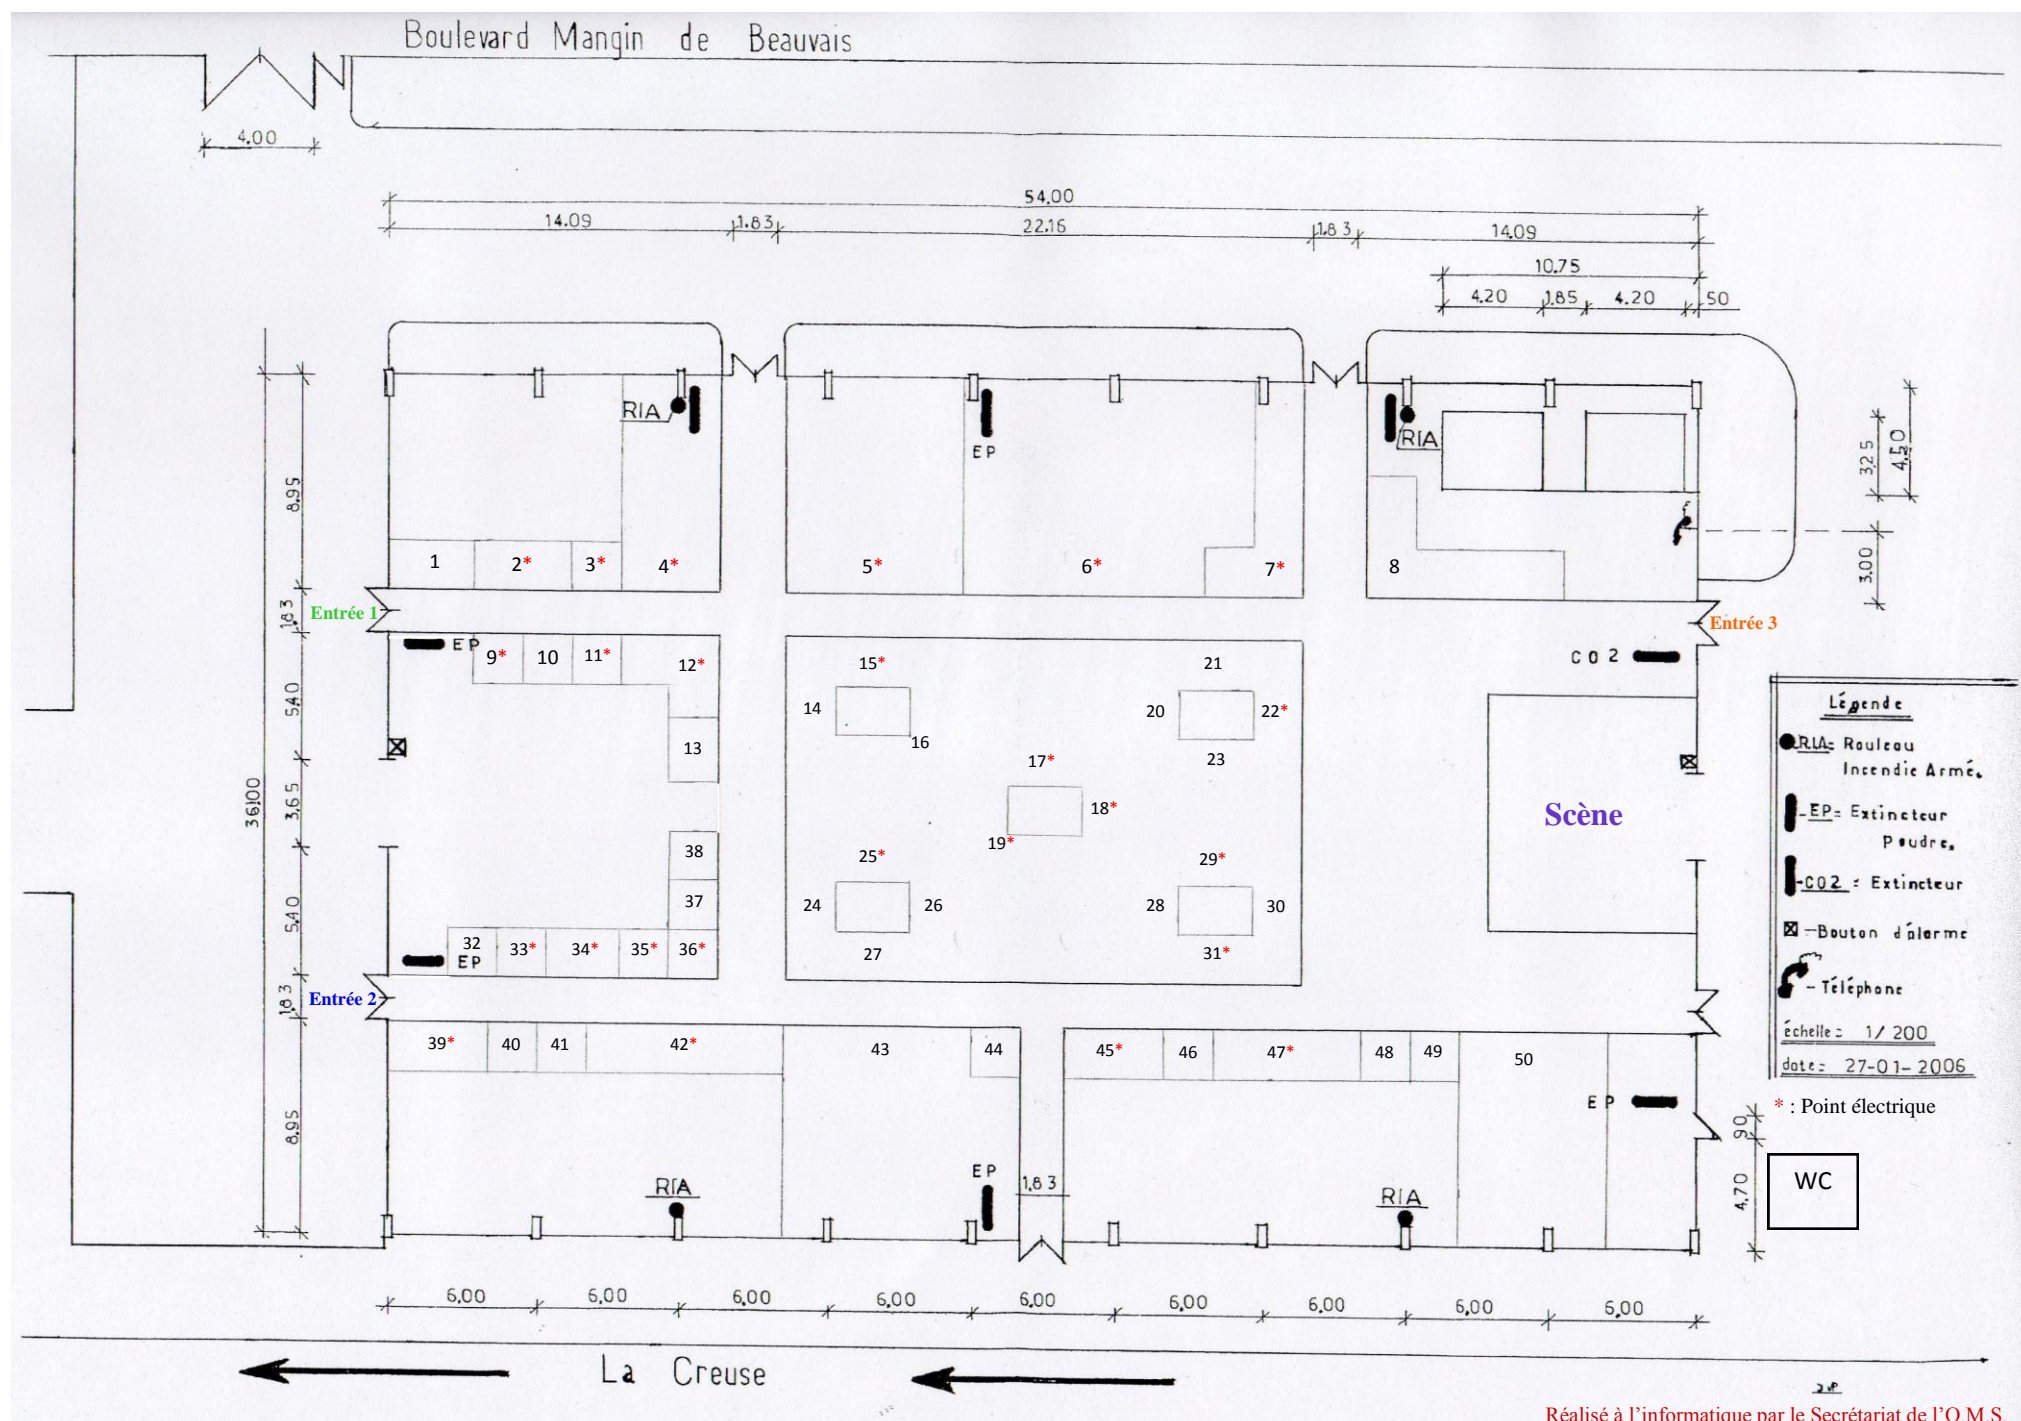 Boulevard Mangin de Beauvais
4.00
54.00
14.09 1.83 22.16 1.83 14.09
10.75
4.20 1.85 4.20 50
RIA
EP
RIA
8.95
3.25
4.50
3.00
1 2* 3* 4* 5* 6* 7* 8
Entrée 1
Entrée 3
1.83
EP
9* 10 11* 12*
15*
21
CO2
5.40
14
16
20
22*
23
13
17*
18*
19*
36.00
3.65
Scène
38
25*
29*
37
24
26
28
30
5.40
32 33* 34* 35* 36*
27
31*
EP
Entrée 2
1.83
39* 40 41 42* 43 44 45* 46 47* 48 49 50
EP
8.95
RIA
EP
1.83
RIA
90
4.70
Légende
RIA= Rouleau
Incendie Armé.
EP= Extincteur
Poudre.
CO2 = Extincteur
Bouton d'alarme
- Téléphone
échelle = 1/200
date = 27-01-2006
* : Point électrique
WC
6.00 6.00 6.00 6.00 6.00 6.00 6.00 6.00 6.00
La Creuse
Réalisé à l'informatique par le Secrétariat de l'O.M.S.